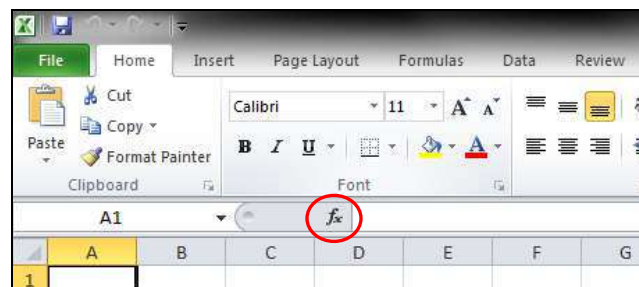 File Home Insert Page Layout Formulas Data Review
Cut
Calibri 11 A A
Copy
Paste
B I U A
Format Painter
Clipboard Font
A1 fx
A B C D E F G
1